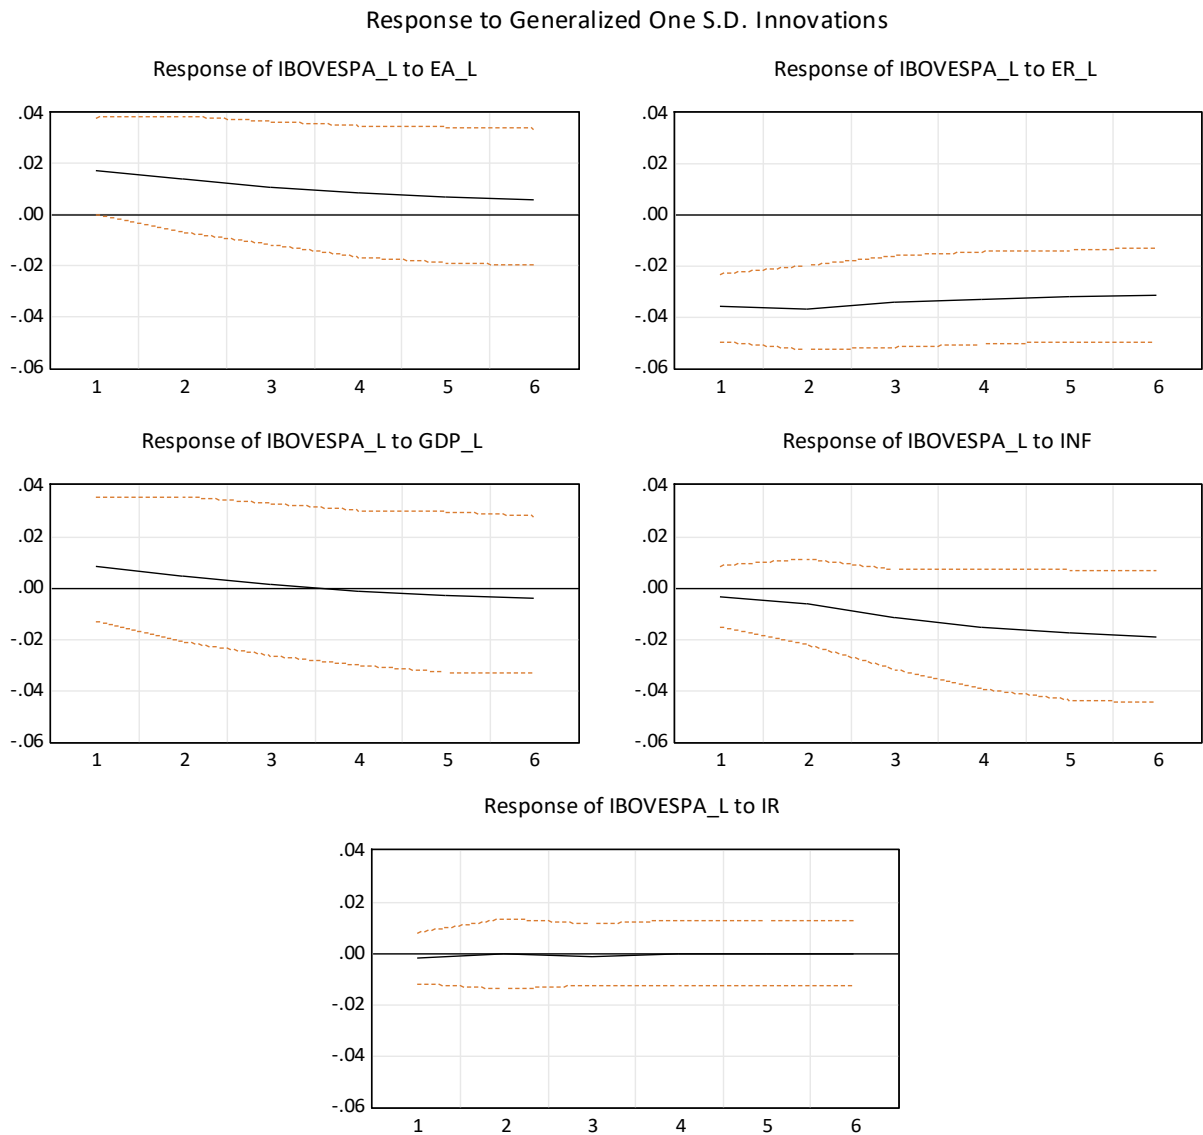 Response to Generalized One S.D. Innovations
Response of IBOVESPA_L to EA_L
.04
.02
.00
-.02
-.04
-.06
1 2 3 4 5 6
Response of IBOVESPA_L to ER_L
.04
.02
.00
-.02
-.04
-.06
1 2 3 4 5 6
Response of IBOVESPA_L to GDP_L
.04
.02
.00
-.02
-.04
-.06
1 2 3 4 5 6
Response of IBOVESPA_L to INF
.04
.02
.00
-.02
-.04
-.06
1 2 3 4 5 6
Response of IBOVESPA_L to IR
.04
.02
.00
-.02
-.04
-.06
1 2 3 4 5 6